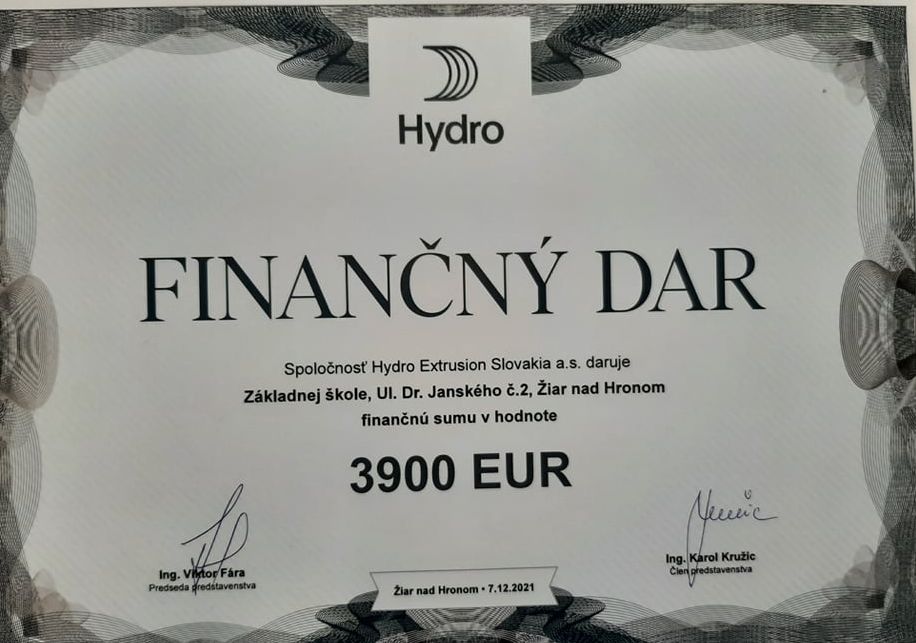 Hydro
FINANČNÝ DAR
Spoločnosť Hydro Extrusion Slovakia a.s. daruje
Základnej škole, Ul. Dr. Janského č.2, Žiar nad Hronom
finančnú sumu v hodnote
3900 EUR
Ing. Viktor Fára
Predseda predstavenstva
Ing. Karol Kružic
Člen predstavenstva
Žiar nad Hronom • 7.12.2021